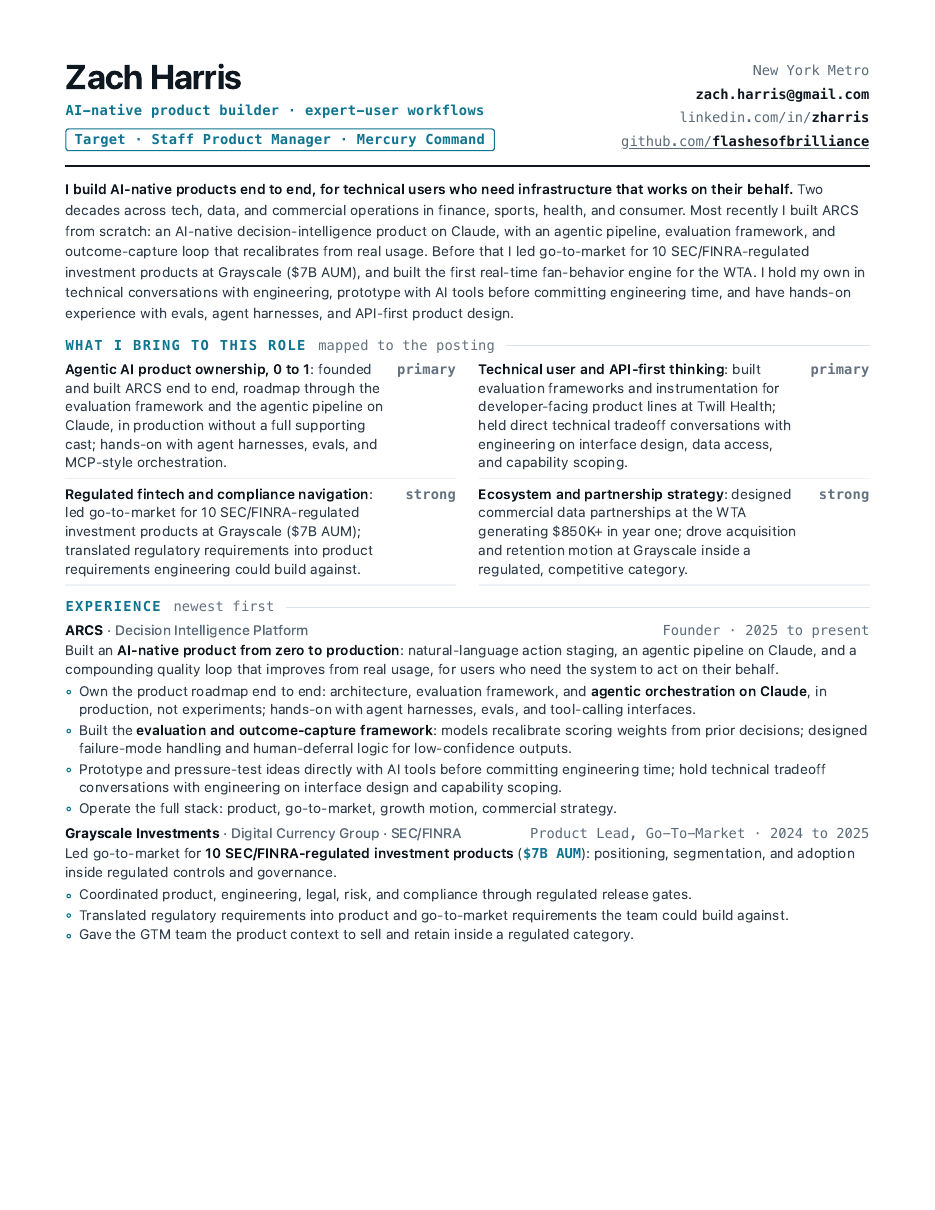 Zach Harris
AI-native product builder · expert-user workflows
Target · Staff Product Manager · Mercury Command
New York Metro
zach.harris@gmail.com
linkedin.com/in/zharris
github.com/flashesofbrilliance
I build AI-native products end to end, for technical users who need infrastructure that works on their behalf. Two
decades across tech, data, and commercial operations in finance, sports, health, and consumer. Most recently I built ARCS
from scratch: an AI-native decision-intelligence product on Claude, with an agentic pipeline, evaluation framework, and
outcome-capture loop that recalibrates from real usage. Before that I led go-to-market for 10 SEC/FINRA-regulated
investment products at Grayscale ($7B AUM), and built the first real-time fan-behavior engine for the WTA. I hold my own in
technical conversations with engineering, prototype with AI tools before committing engineering time, and have hands-on
experience with evals, agent harnesses, and API-first product design.
WHAT I BRING TO THIS ROLE mapped to the posting
Agentic AI product ownership, 0 to 1: founded primary
and built ARCS end to end, roadmap through the
evaluation framework and the agentic pipeline on
Claude, in production without a full supporting
cast; hands-on with agent harnesses, evals, and
MCP-style orchestration.
Technical user and API-first thinking: built primary
evaluation frameworks and instrumentation for
developer-facing product lines at Twill Health;
held direct technical tradeoff conversations with
engineering on interface design, data access,
and capability scoping.
Regulated fintech and compliance navigation: strong
led go-to-market for 10 SEC/FINRA-regulated
investment products at Grayscale ($7B AUM);
translated regulatory requirements into product
requirements engineering could build against.
Ecosystem and partnership strategy: designed strong
commercial data partnerships at the WTA
generating $850K+ in year one; drove acquisition
and retention motion at Grayscale inside a
regulated, competitive category.
EXPERIENCE newest first
ARCS · Decision Intelligence Platform Founder · 2025 to present
Built an AI-native product from zero to production: natural-language action staging, an agentic pipeline on Claude, and a
compounding quality loop that improves from real usage, for users who need the system to act on their behalf.
Own the product roadmap end to end: architecture, evaluation framework, and agentic orchestration on Claude, in
production, not experiments; hands-on with agent harnesses, evals, and tool-calling interfaces.
Built the evaluation and outcome-capture framework: models recalibrate scoring weights from prior decisions; designed
failure-mode handling and human-deferral logic for low-confidence outputs.
Prototype and pressure-test ideas directly with AI tools before committing engineering time; hold technical tradeoff
conversations with engineering on interface design and capability scoping.
Operate the full stack: product, go-to-market, growth motion, commercial strategy.
Grayscale Investments · Digital Currency Group · SEC/FINRA Product Lead, Go-To-Market · 2024 to 2025
Led go-to-market for 10 SEC/FINRA-regulated investment products ($7B AUM): positioning, segmentation, and adoption
inside regulated controls and governance.
Coordinated product, engineering, legal, risk, and compliance through regulated release gates.
Translated regulatory requirements into product and go-to-market requirements the team could build against.
Gave the GTM team the product context to sell and retain inside a regulated category.